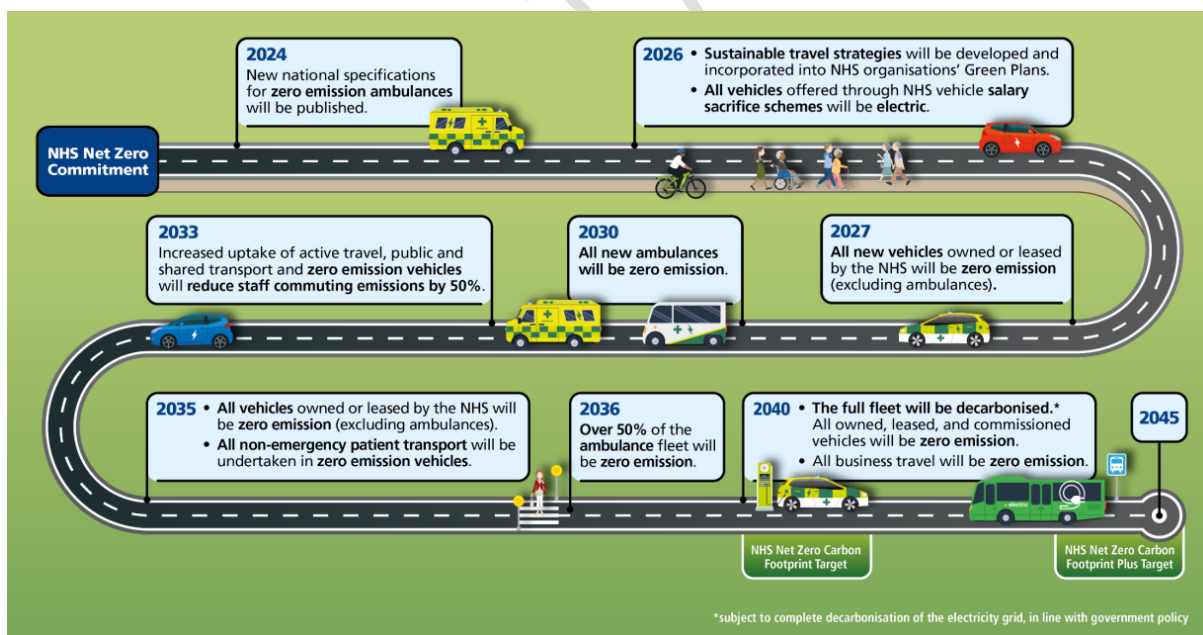 NHS Net Zero
Commitment
2024
New national specifications
for zero emission ambulances
will be published.
2026
• Sustainable travel strategies will be developed and
incorporated into NHS organisations’ Green Plans.
• All vehicles offered through NHS vehicle salary
sacrifice schemes will be electric.
2027
All new vehicles owned or leased
by the NHS will be zero emission
(excluding ambulances).
2030
All new ambulances
will be zero emission.
2033
Increased uptake of active travel, public and
shared transport and zero emission vehicles
will reduce staff commuting emissions by 50%.
2035
• All vehicles owned or leased by the NHS will
be zero emission (excluding ambulances).
• All non-emergency patient transport will be
undertaken in zero emission vehicles.
2036
Over 50% of the
ambulance fleet will
be zero emission.
2040
• The full fleet will be decarbonised.*
All owned, leased, and commissioned
vehicles will be zero emission.
• All business travel will be zero emission.
2045
electric
NHS Net Zero Carbon
Footprint Target
NHS Net Zero Carbon
Footprint Plus Target
*subject to complete decarbonisation of the electricity grid, in line with government policy